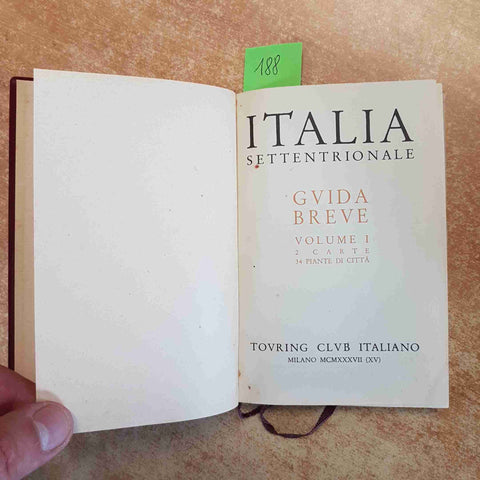 188
ITALIA
SETTENTRIONALE
GVIDA
BREVE
VOLUME I
2 CARTE
34 PIANTE DI CITTÀ
TOVRING CLVB ITALIANO
MILANO MCMXXXVII (XV)